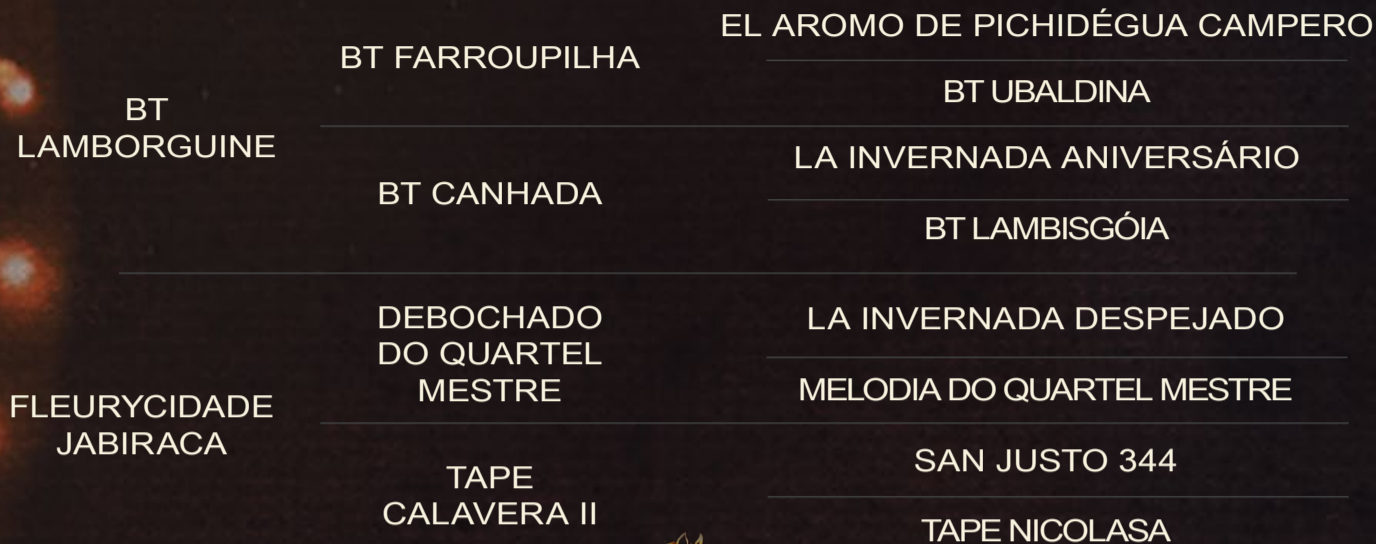 EL AROMO DE PICHIDÉGUA CAMPERO
BT FARROUPILHA
BT UBALDINA
BT
LAMBORGUINE
LA INVERNADA ANIVERSÁRIO
BT CANHADA
BT LAMBISGÓIA
DEBOCHADO
DO QUARTEL
MESTRE
LA INVERNADA DESPEJADO
MELODIA DO QUARTEL MESTRE
FLEURYCIDADE
JABIRACA
SAN JUSTO 344
TAPE
CALAVERA II
TAPE NICOLASA